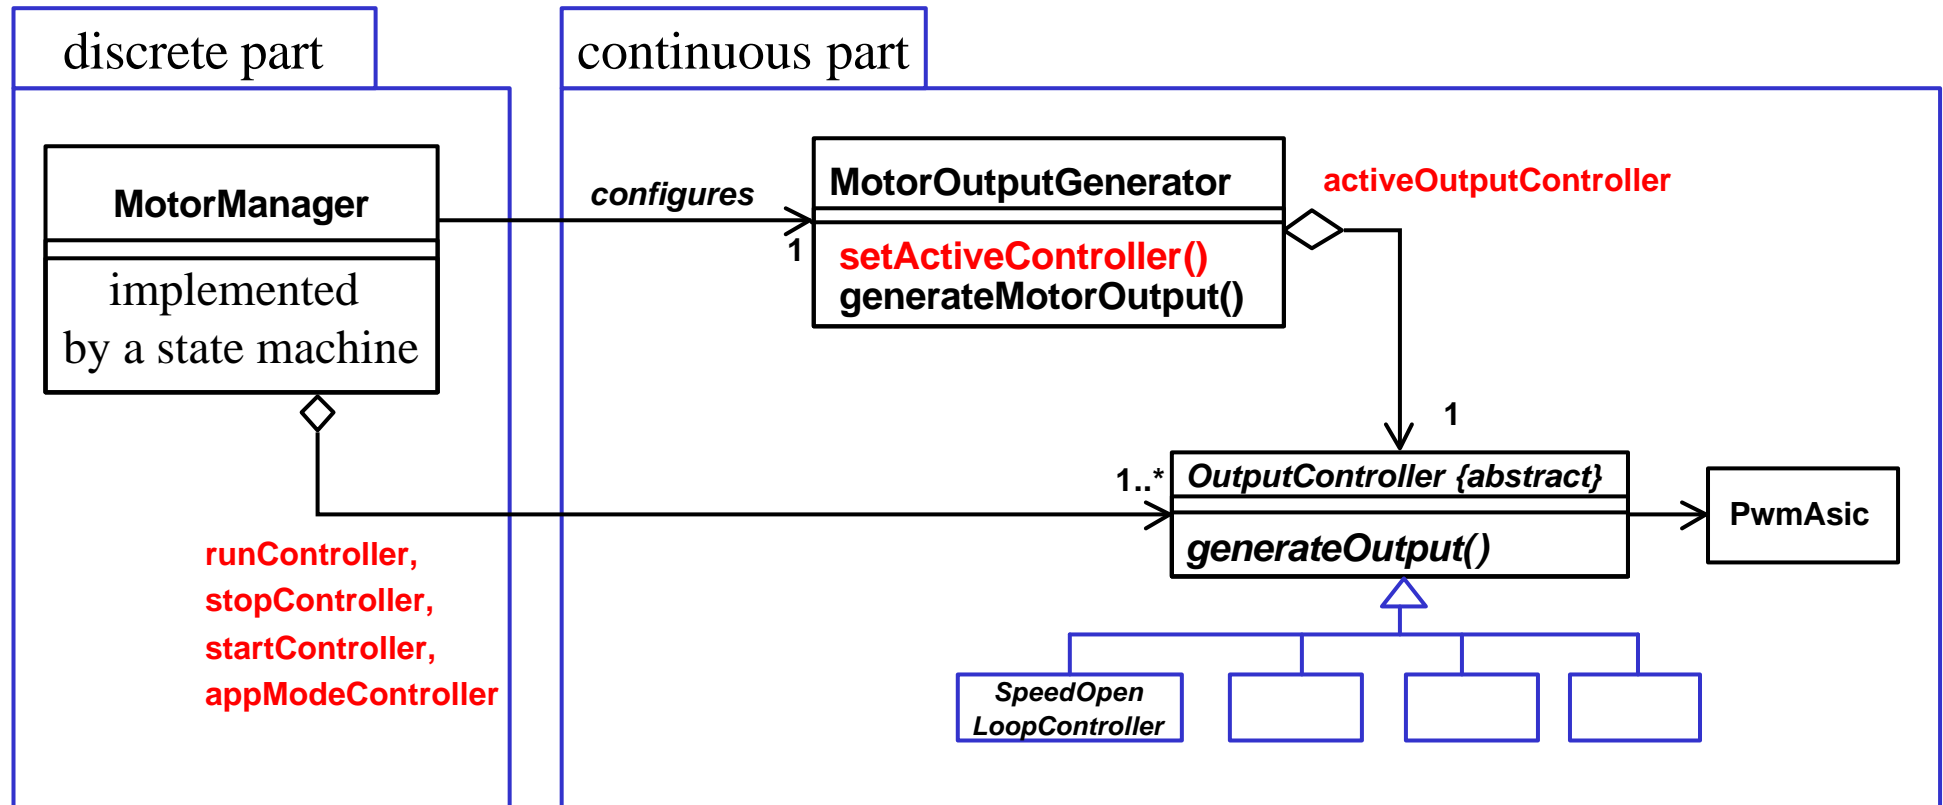 discrete part
continuous part
MotorManager
implemented
by a state machine
configures
1
MotorOutputGenerator
setActiveController()
generateMotorOutput()
activeOutputController
1
1..*
OutputController {abstract}
generateOutput()
PwmAsic
runController,
stopController,
startController,
appModeController
SpeedOpen
LoopController